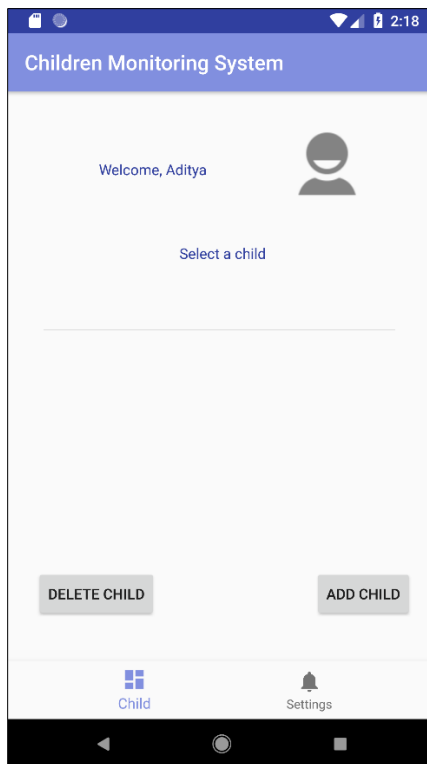 2:18
Children Monitoring System
Welcome, Aditya
Select a child
DELETE CHILD
ADD CHILD
Child
Settings